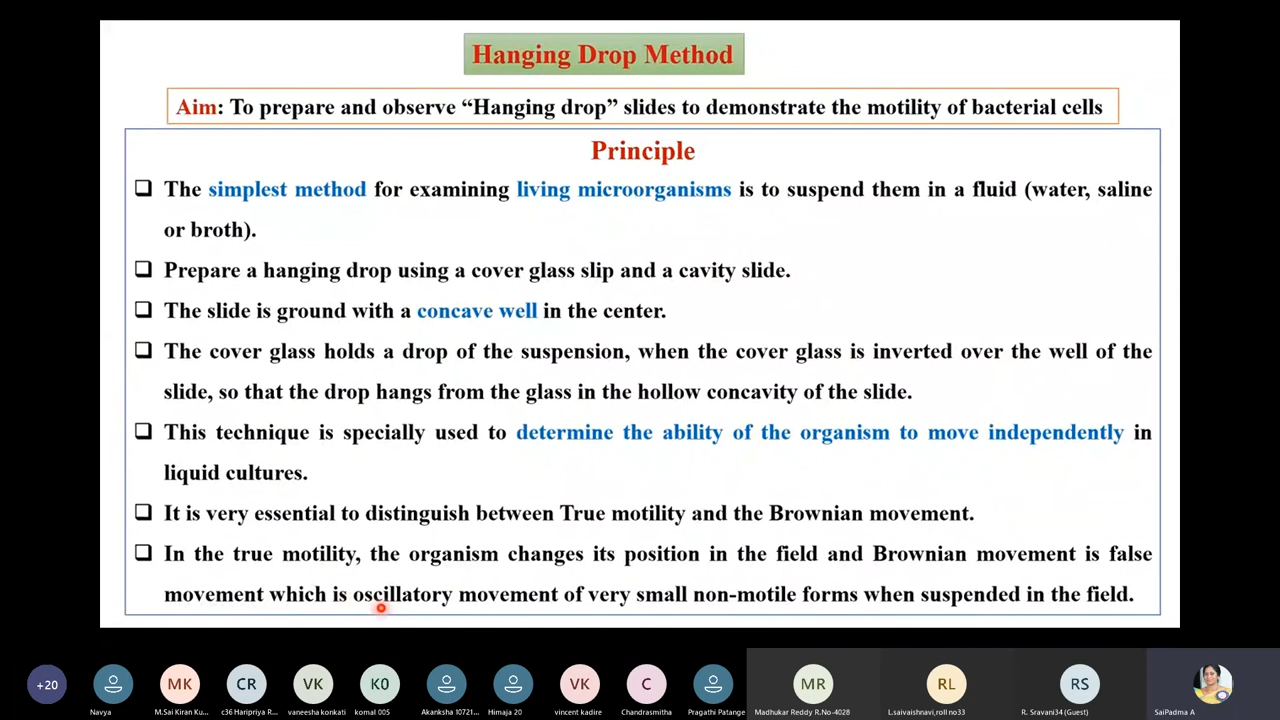 Hanging Drop Method
Aim: To prepare and observe “Hanging drop” slides to demonstrate the motility of bacterial cells
Principle
❑ The simplest method for examining living microorganisms is to suspend them in a fluid (water, saline
or broth).
❑ Prepare a hanging drop using a cover glass slip and a cavity slide.
❑ The slide is ground with a concave well in the center.
❑ The cover glass holds a drop of the suspension, when the cover glass is inverted over the well of the
slide, so that the drop hangs from the glass in the hollow concavity of the slide.
❑ This technique is specially used to determine the ability of the organism to move independently in
liquid cultures.
❑ It is very essential to distinguish between True motility and the Brownian movement.
❑ In the true motility, the organism changes its position in the field and Brownian movement is false
movement which is oscillatory movement of very small non-motile forms when suspended in the field.
+20 MK CR VK K0 VK C MR RL RS
Navya M.Sai Kiran Ku... c36 Haripriya R... vaneesha konkati komal 005 Akanksha 10721... Himaja 20 vincent kadire Chandrasmitha Pragathi Patange Madhukar Reddy R.No-4028 L.saivaishnavi,roll no33 R. Sravani34 (Guest) SaiPadma A